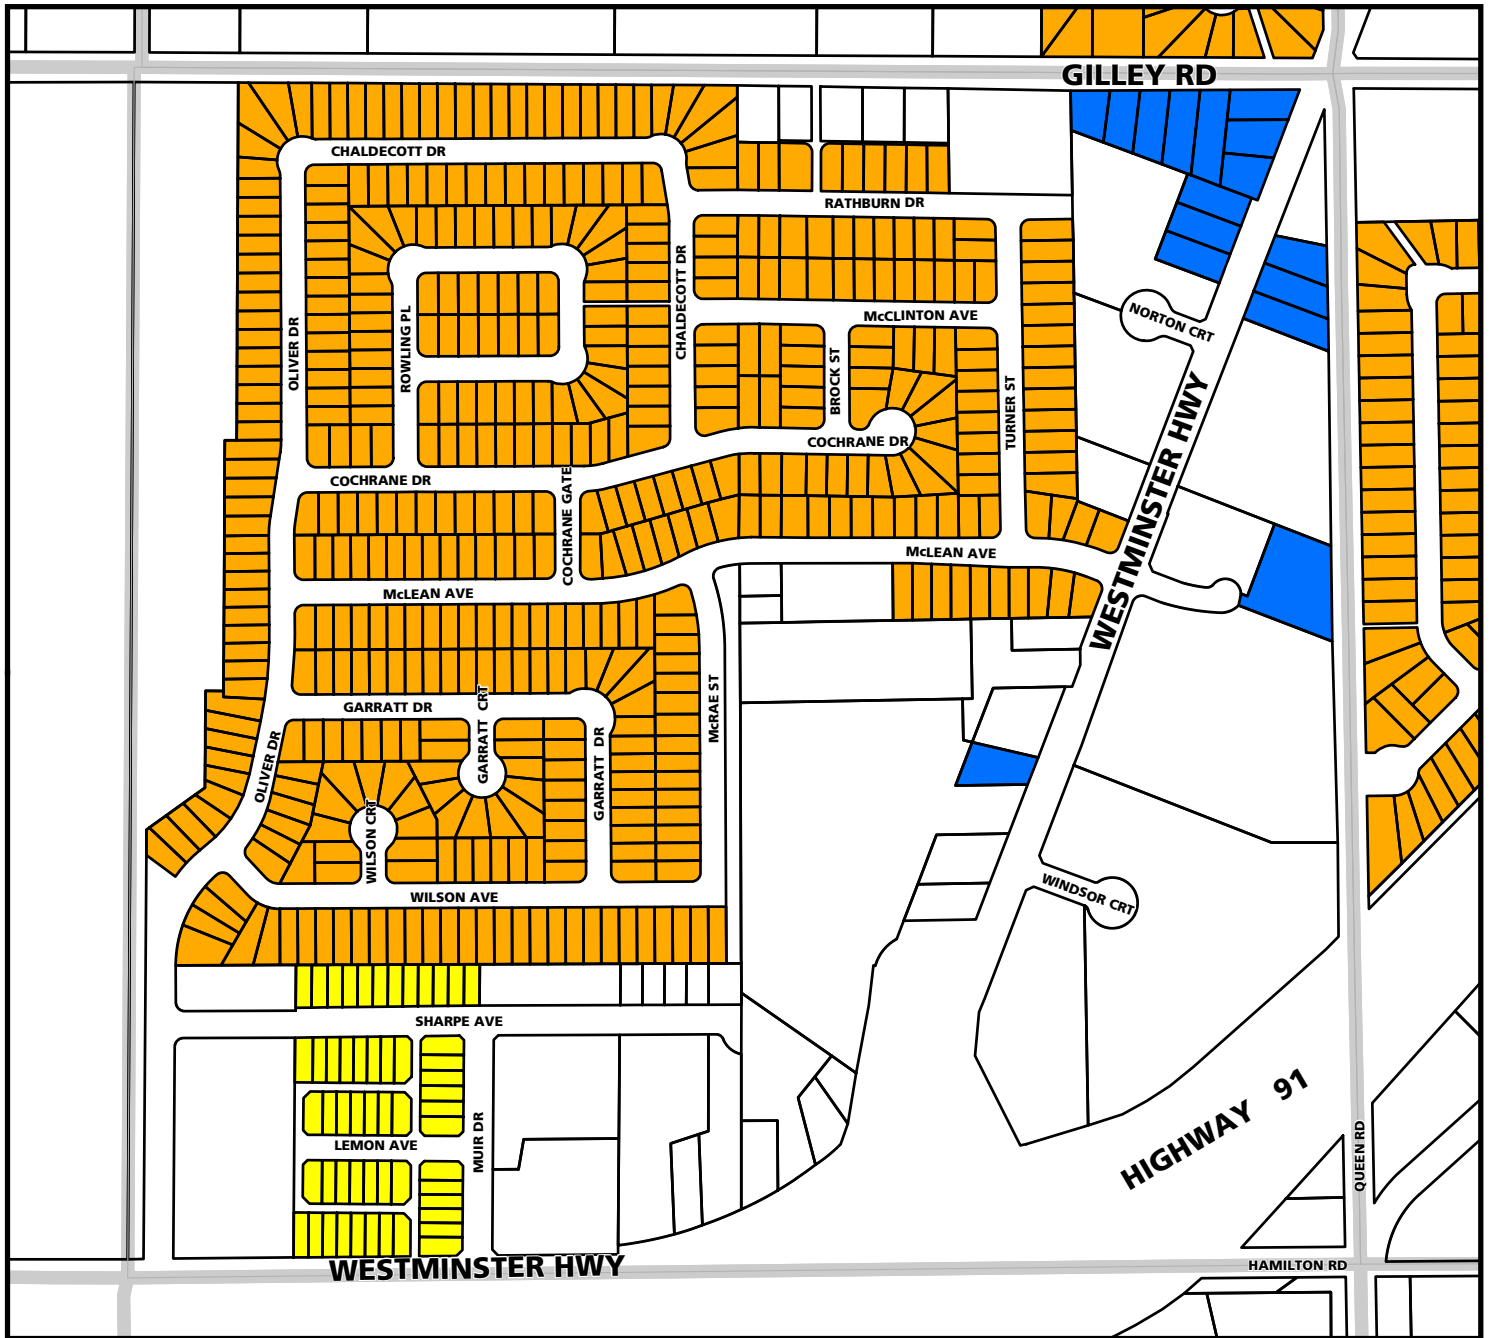 GILLEY RD
CHALDECOTT DR
RATHBURN DR
CHALDECOTT DR
McCLINTON AVE
NORTON CRT
OLIVER DR
ROWLING PL
BROCK ST
TURNER ST
WESTMINSTER HWY
COCHRANE DR
COCHRANE DR
COCHRANE GATE
McLEAN AVE
McLEAN AVE
GARRATT DR
GARRATT CRT
McRAE ST
OLIVER DR
GARRATT DR
WILSON CRT
WILSON AVE
WINDSOR CRT
SHARPE AVE
MUIR DR
LEMON AVE
HIGHWAY 91
QUEEN RD
WESTMINSTER HWY
HAMILTON RD